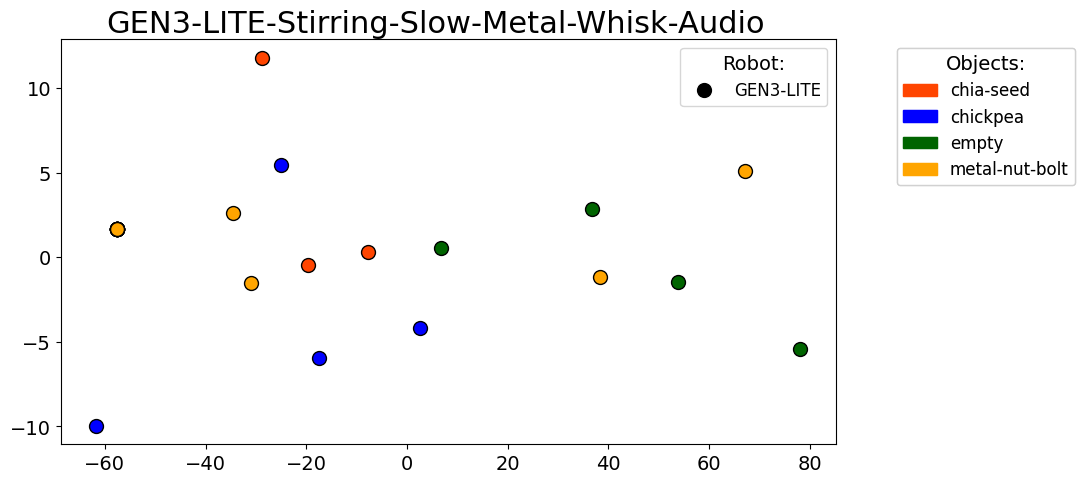 GEN3-LITE-Stirring-Slow-Metal-Whisk-Audio
Robot:
GEN3-LITE
Objects:
chia-seed
chickpea
empty
metal-nut-bolt
10
5
0
−5
−10
−60
−40
−20
0
20
40
60
80